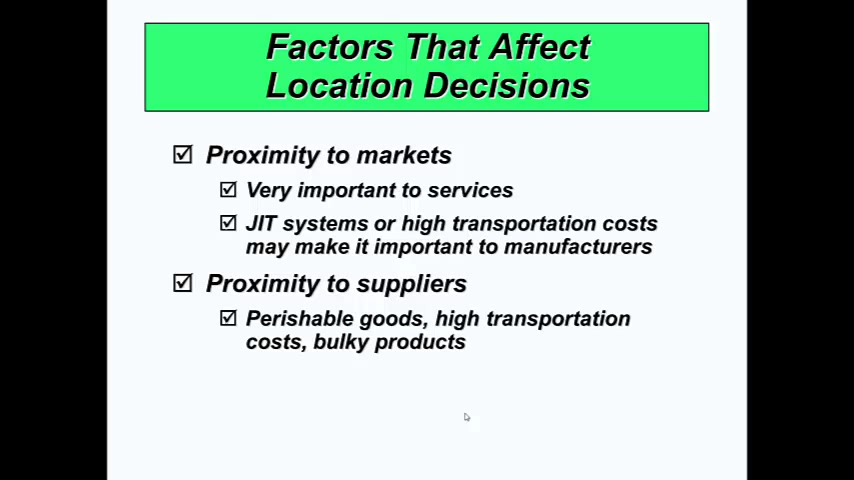 Factors That Affect
Location Decisions
Proximity to markets
Very important to services
JIT systems or high transportation costs
may make it important to manufacturers
Proximity to suppliers
Perishable goods, high transportation
costs, bulky products